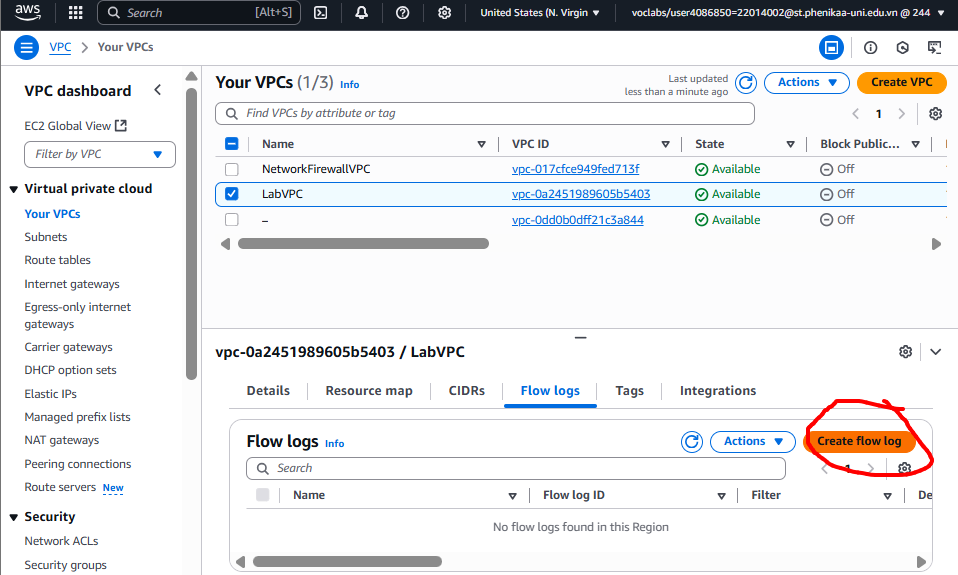 aws
Search [Alt+S]
United States (N. Virgin
voclabs/user4086850=22014002@st.phenikaa-uni.edu.vn @ 244
VPC > Your VPCs
VPC dashboard
EC2 Global View
Filter by VPC
Virtual private cloud
Your VPCs
Subnets
Route tables
Internet gateways
Egress-only internet
gateways
Carrier gateways
DHCP option sets
Elastic IPs
Managed prefix lists
NAT gateways
Peering connections
Route servers New
Security
Network ACLs
Security groups
Your VPCs (1/3) Info
Last updated
less than a minute ago
Actions
Create VPC
Find VPCs by attribute or tag
1
Name VPC ID State Block Public...
NetworkFirewallVPC vpc-017cfce949fed713f Available Off
LabVPC vpc-0a2451989605b5403 Available Off
– vpc-0dd0b0dff21c3a844 Available Off
vpc-0a2451989605b5403 / LabVPC
Details Resource map CIDRs Flow logs Tags Integrations
Flow logs Info
Actions
Create flow log
Search
1
Name Flow log ID Filter De
No flow logs found in this Region